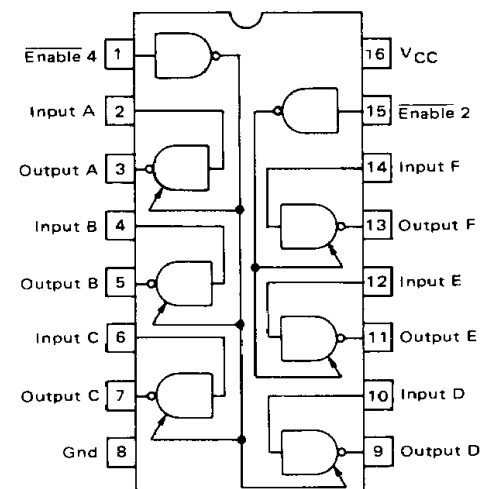 Enable 4 1
Input A 2
Output A 3
Input B 4
Output B 5
Input C 6
Output C 7
Gnd 8
16 VCC
15 Enable 2
14 Input F
13 Output F
12 Input E
11 Output E
10 Input D
9 Output D